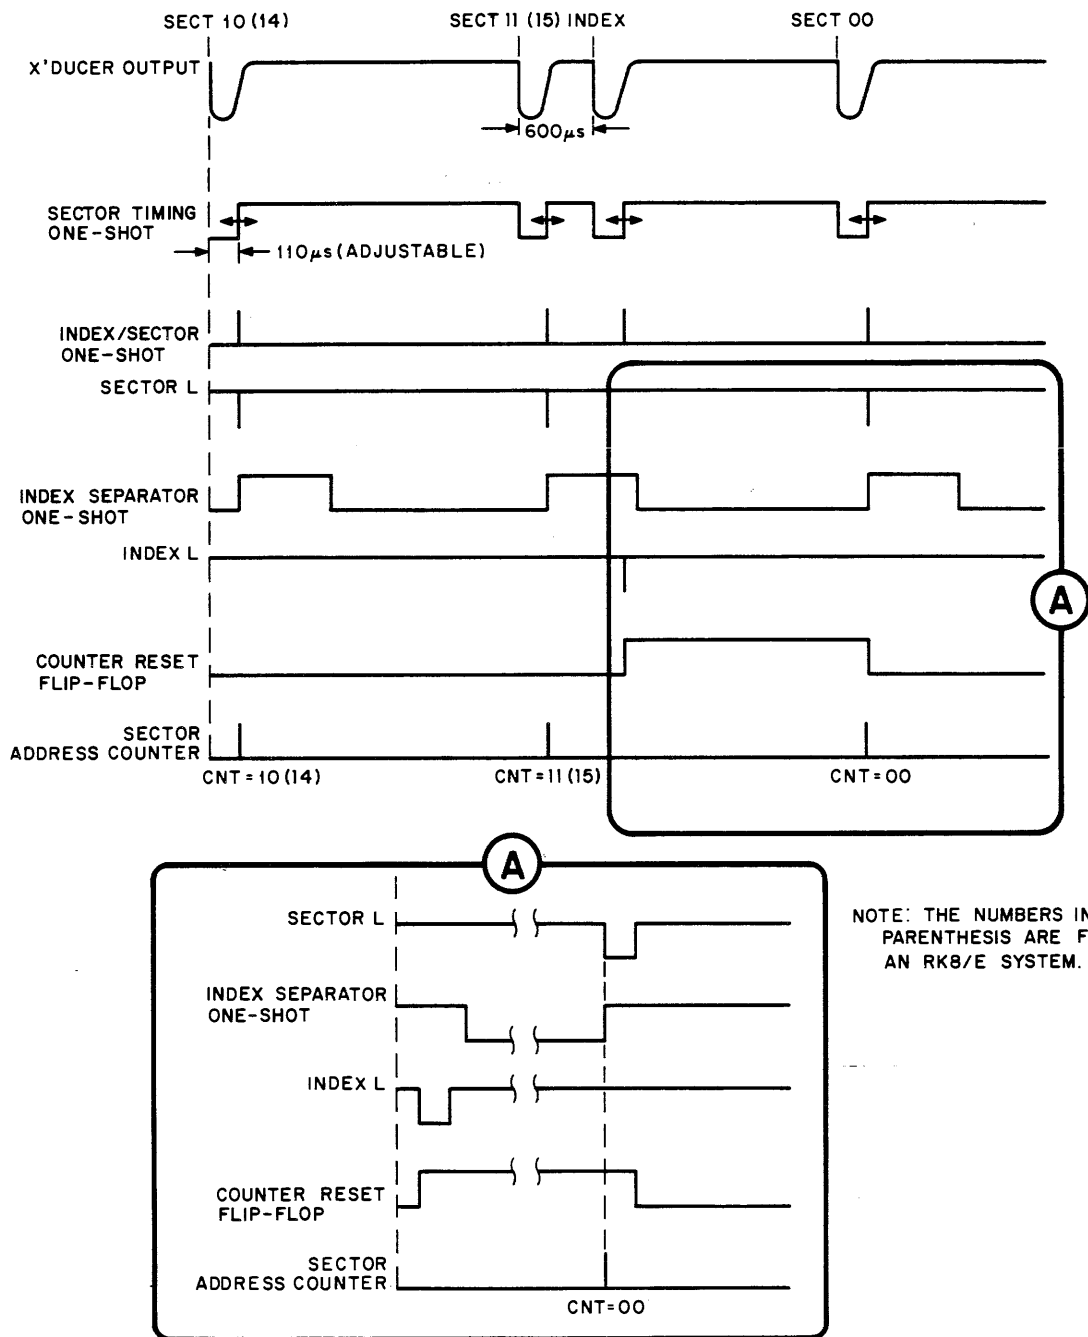 SECT 10 (14)
SECT 11 (15) INDEX
SECT 00
X'DUCER OUTPUT
600µs
SECTOR TIMING
ONE-SHOT
110µs (ADJUSTABLE)
INDEX/SECTOR
ONE-SHOT
SECTOR L
INDEX SEPARATOR
ONE-SHOT
INDEX L
A
COUNTER RESET
FLIP-FLOP
SECTOR
ADDRESS COUNTER
CNT=10 (14)
CNT=11 (15)
CNT=00
A
SECTOR L
NOTE: THE NUMBERS IN
PARENTHESIS ARE F
AN RK8/E SYSTEM.
INDEX SEPARATOR
ONE-SHOT
INDEX L
COUNTER RESET
FLIP-FLOP
SECTOR
ADDRESS COUNTER
CNT=00